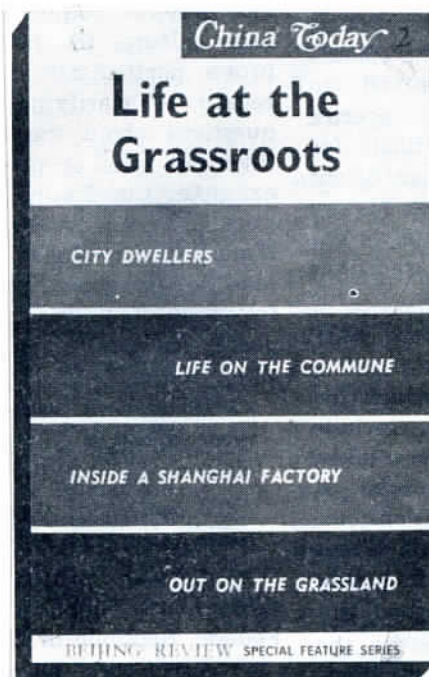 China Today 2
Life at the
Grassroots
CITY DWELLERS
LIFE ON THE COMMUNE
INSIDE A SHANGHAI FACTORY
OUT ON THE GRASSLAND
BEIJING REVIEW SPECIAL FEATURE SERIES